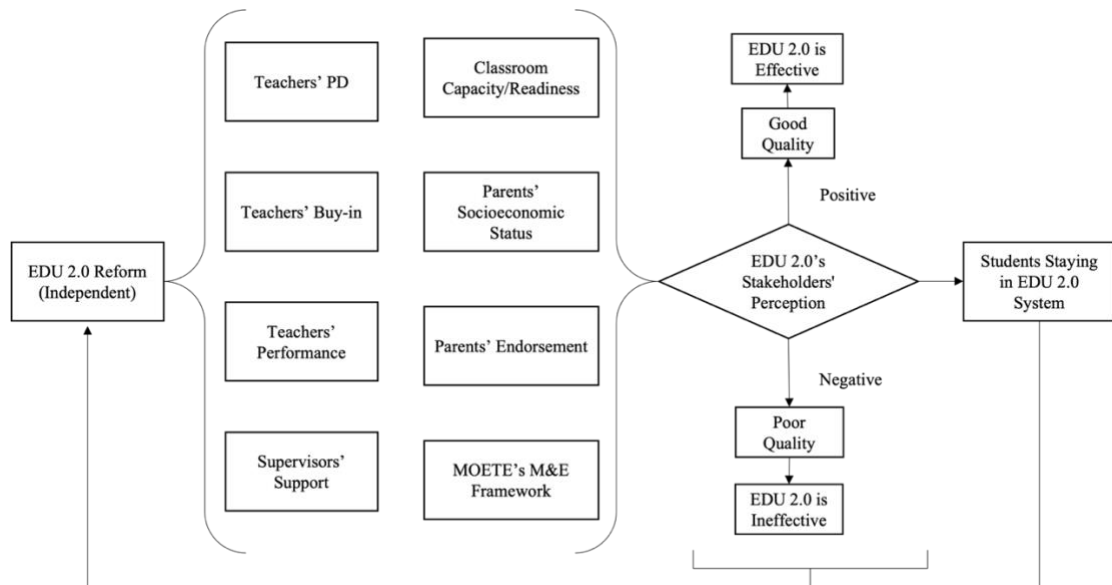 EDU 2.0 Reform
(Independent)
Teachers’ PD
Classroom
Capacity/Readiness
Teachers’ Buy-in
Parents’
Socioeconomic
Status
Teachers’
Performance
Parents’ Endorsement
Supervisors’
Support
MOETE’s M&E
Framework
EDU 2.0 is
Effective
Good
Quality
Positive
EDU 2.0’s
Stakeholders'
Perception
Students Staying
in EDU 2.0
System
Negative
Poor
Quality
EDU 2.0 is
Ineffective